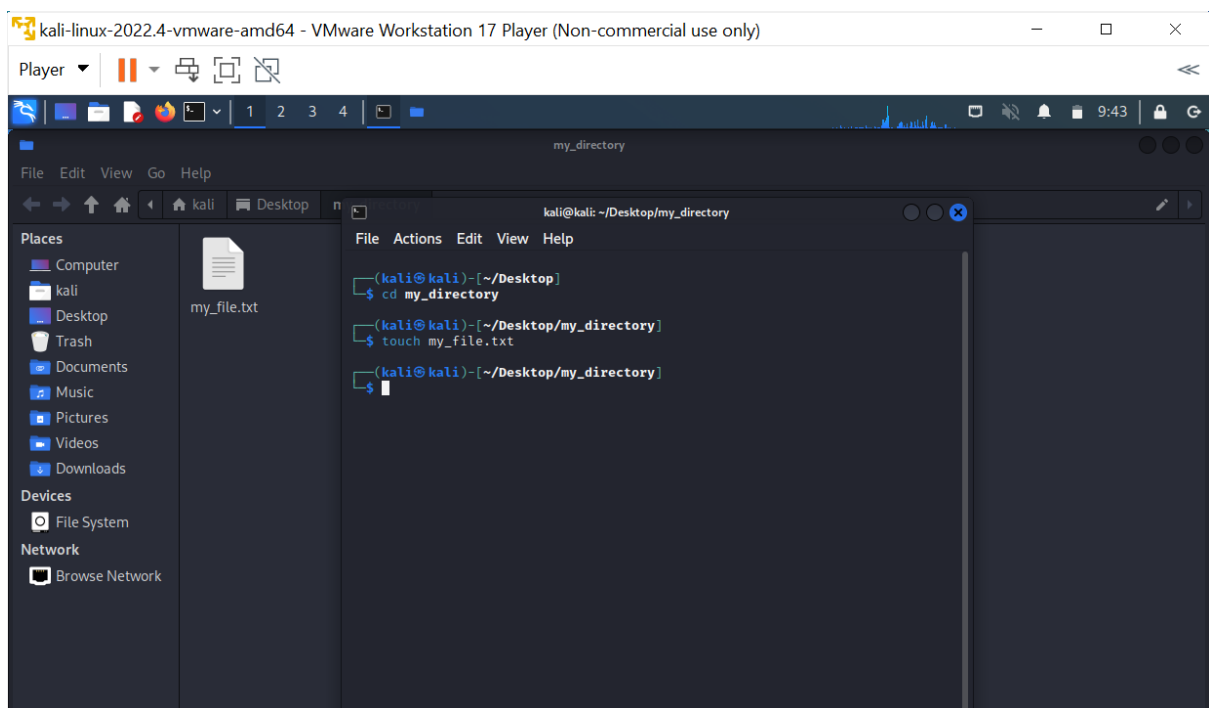 kali-linux-2022.4-vmware-amd64 - VMware Workstation 17 Player (Non-commercial use only)
Player
1 2 3 4 9:43
my_directory
File Edit View Go Help
kali Desktop
kali@kali: ~/Desktop/my_directory
File Actions Edit View Help
Places
Computer
kali
Desktop
Trash
Documents
Music
Pictures
Videos
Downloads
Devices
File System
Network
Browse Network
my_file.txt
(kali㉿kali)-[~/Desktop]
$ cd my_directory
(kali㉿kali)-[~/Desktop/my_directory]
$ touch my_file.txt
(kali㉿kali)-[~/Desktop/my_directory]
$